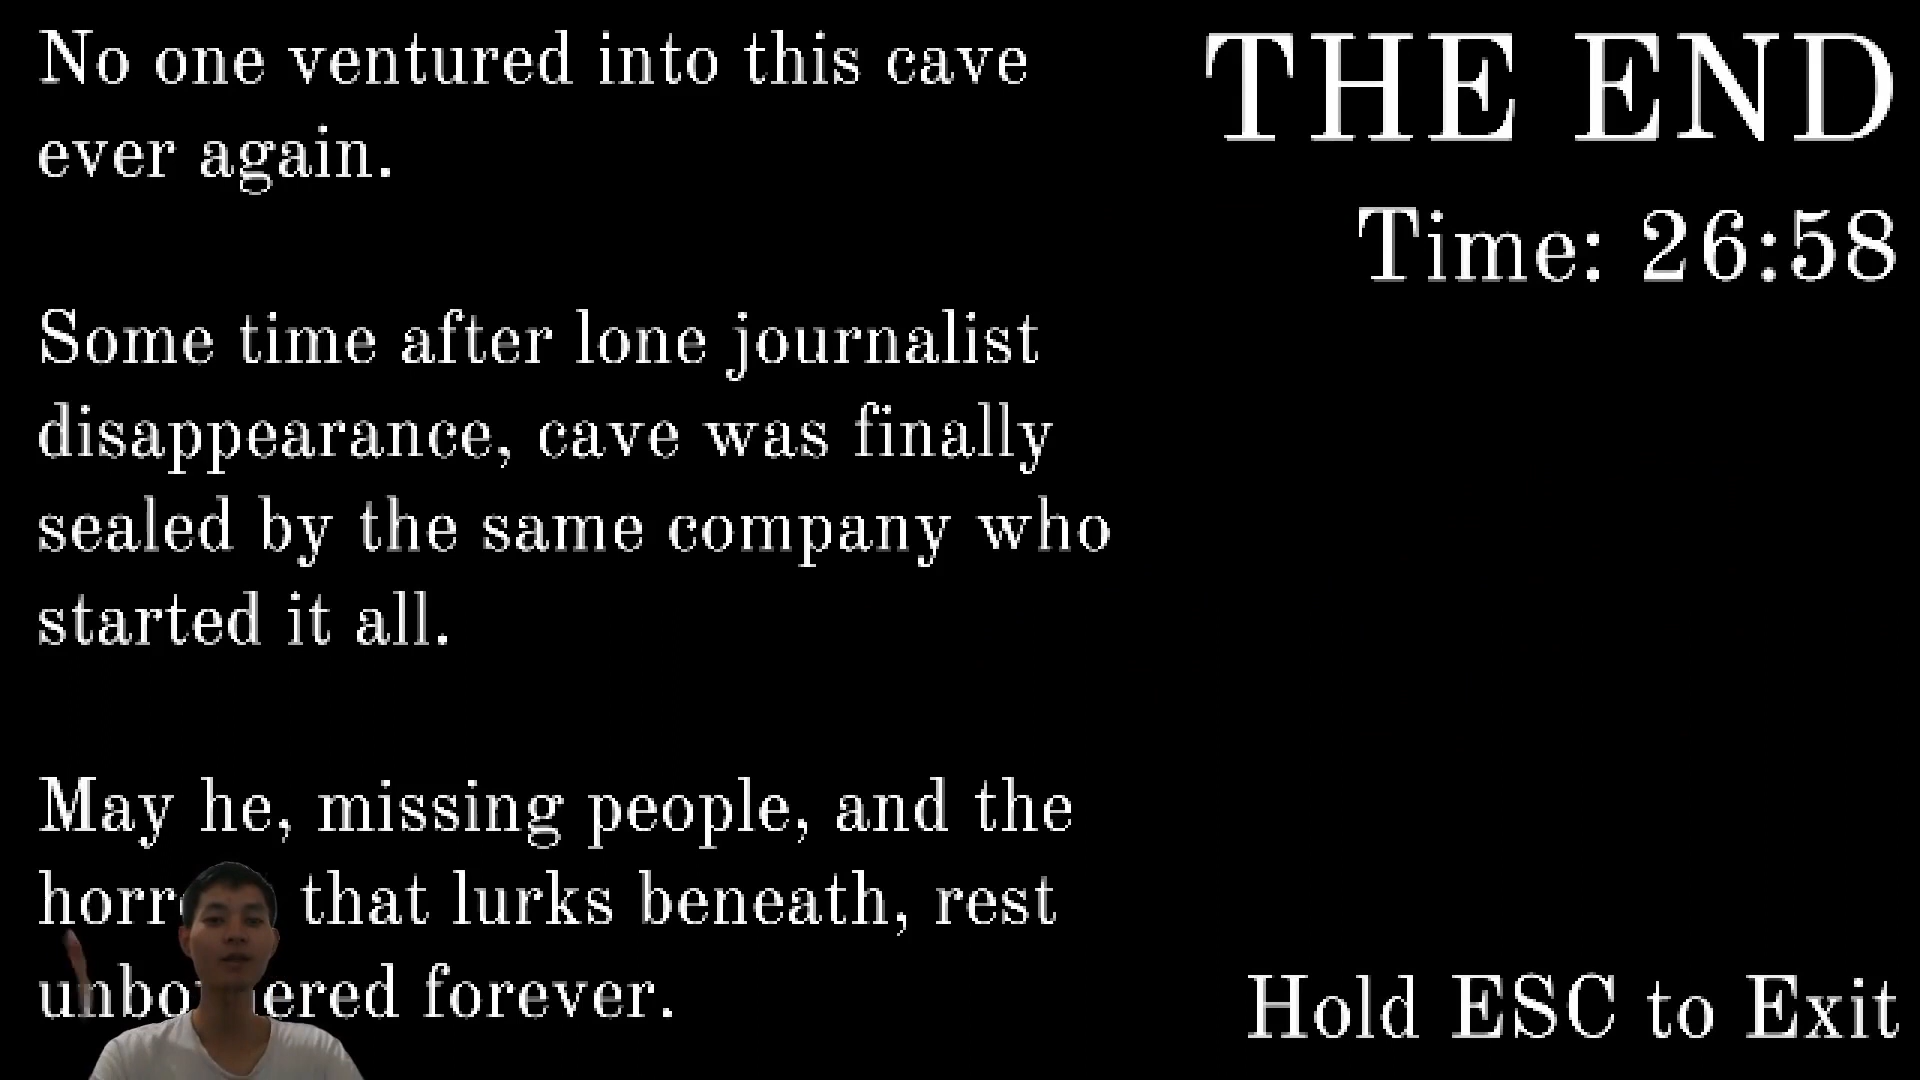 No one ventured into this cave
ever again.
Some time after lone journalist
disappearance, cave was finally
sealed by the same company who
started it all.
May he, missing people, and the
that lurks beneath, rest
forever.
THE END
Time: 26:58
Hold ESC to Exit